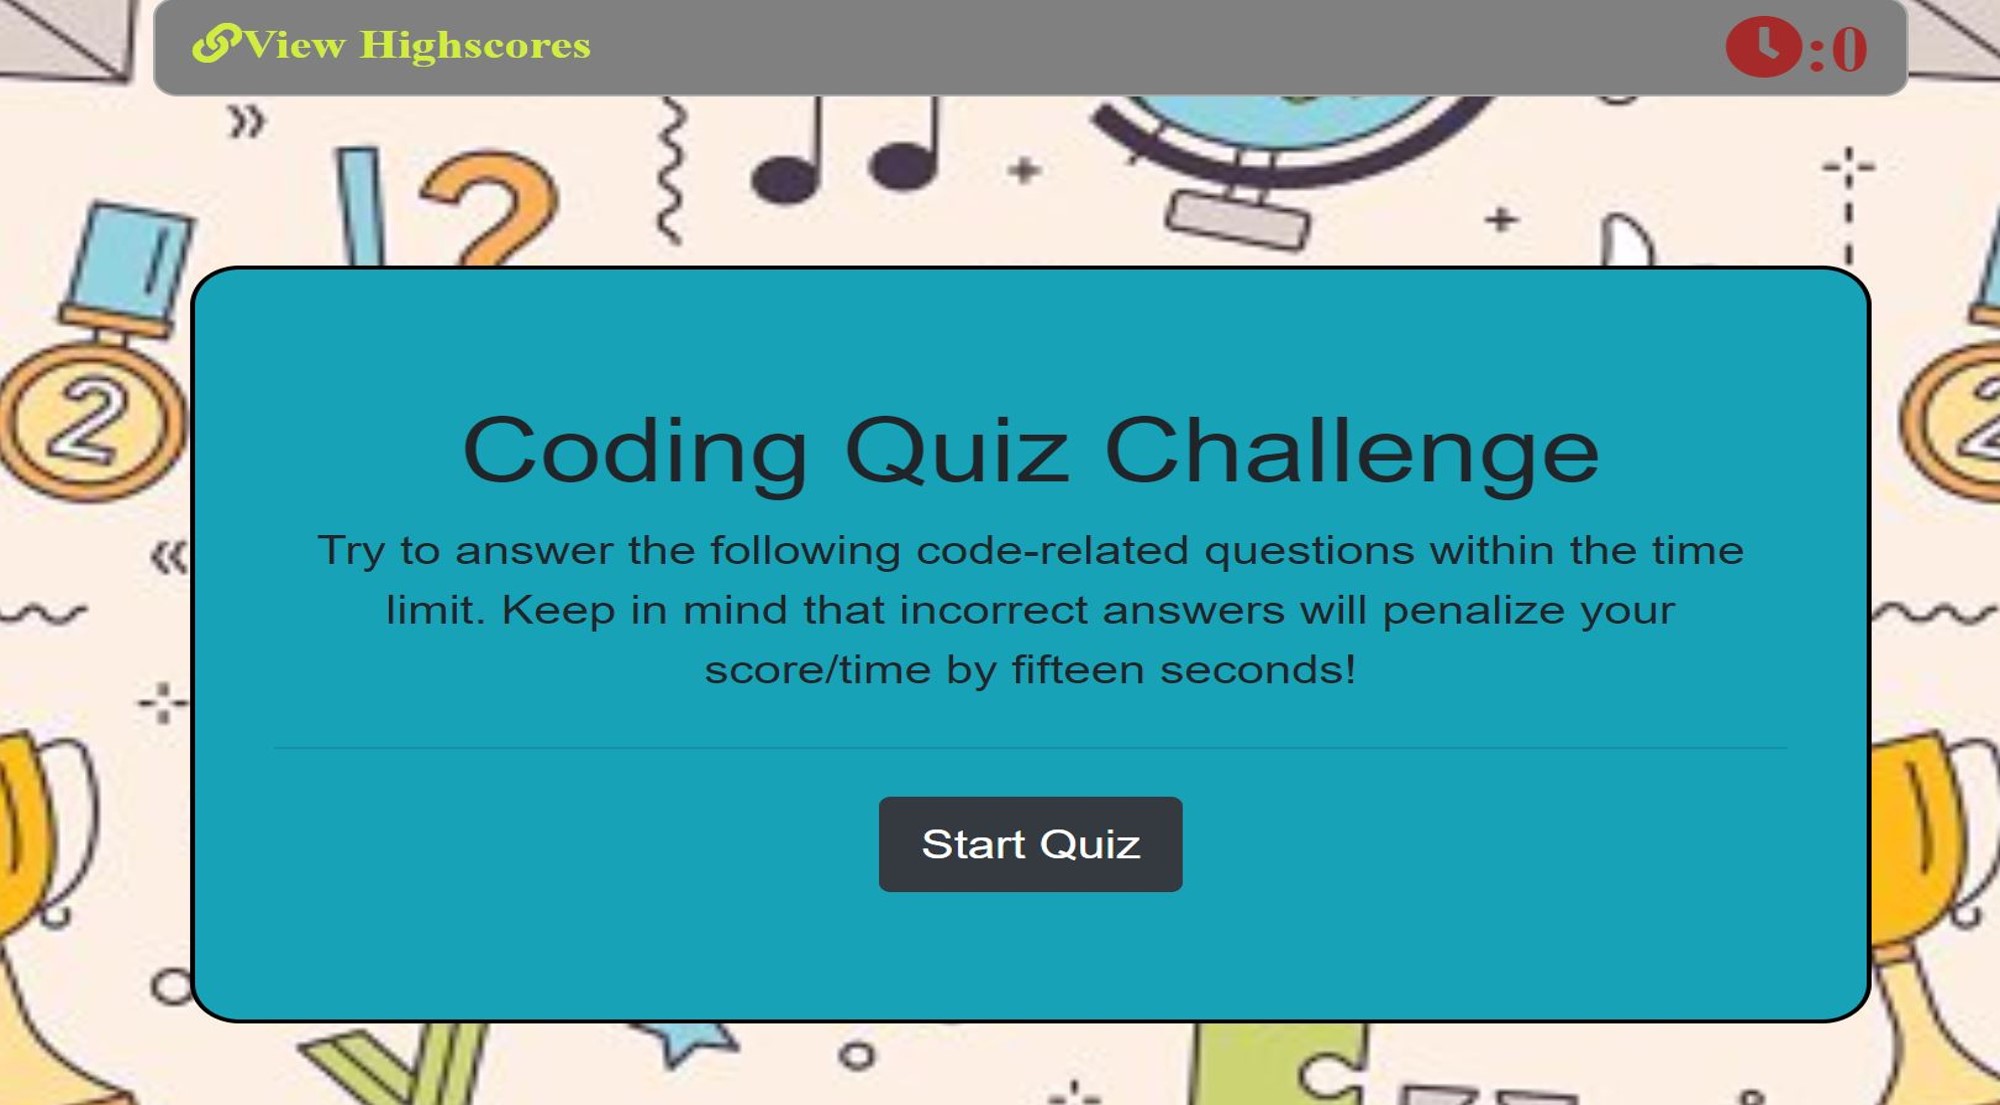 View Highscores
:0
!?
2
2
Coding Quiz Challenge
Try to answer the following code-related questions within the time
limit. Keep in mind that incorrect answers will penalize your
score/time by fifteen seconds!
Start Quiz